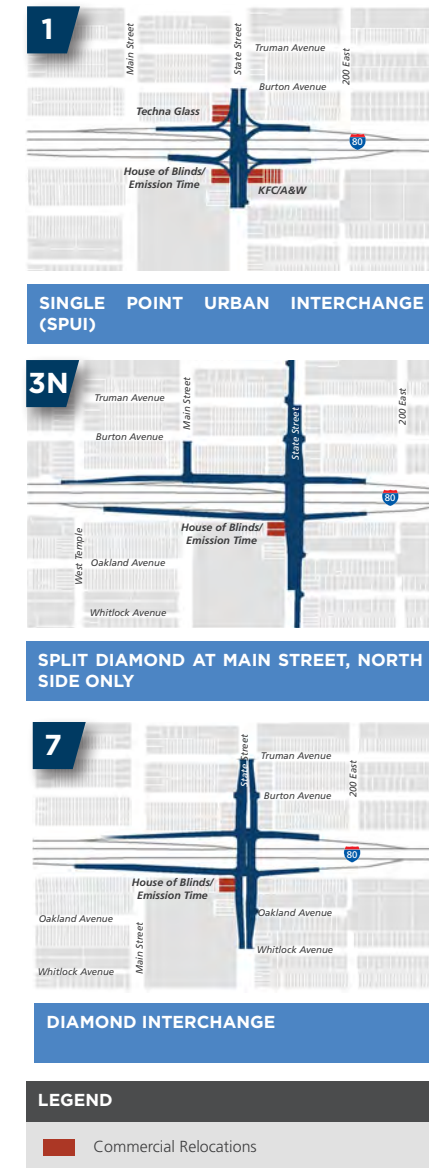 1
Main Street
State Street
Truman Avenue
200 East
Burton Avenue
Techna Glass
80
House of Blinds/
Emission Time
KFC/A&W
SINGLE POINT URBAN INTERCHANGE
(SPUI)
3N
Truman Avenue
Main Street
200 East
State Street
Burton Avenue
80
House of Blinds/
Emission Time
West Temple
Oakland Avenue
Whitlock Avenue
SPLIT DIAMOND AT MAIN STREET, NORTH
SIDE ONLY
7
State Street
Truman Avenue
200 East
Burton Avenue
80
House of Blinds/
Emission Time
Oakland Avenue
Oakland Avenue
Main Street
Whitlock Avenue
Whitlock Avenue
DIAMOND INTERCHANGE
LEGEND
Commercial Relocations